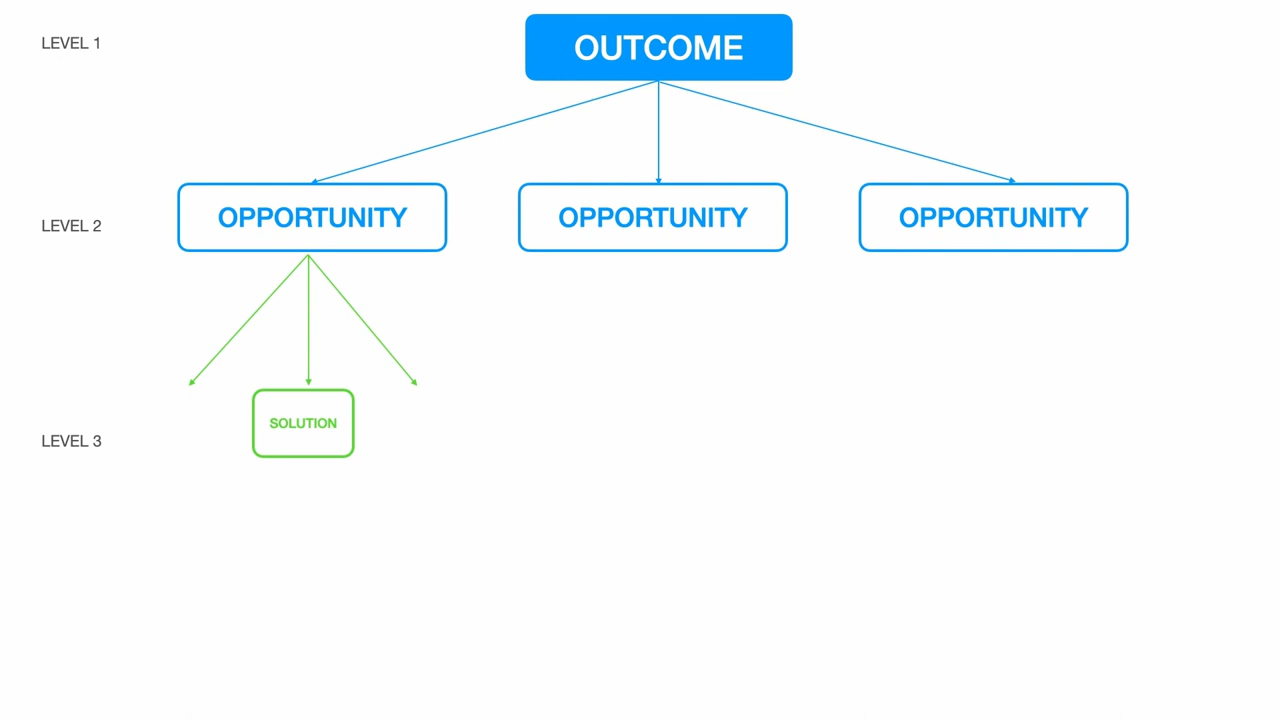 LEVEL 1
OUTCOME
LEVEL 2
OPPORTUNITY
OPPORTUNITY
OPPORTUNITY
SOLUTION
LEVEL 3